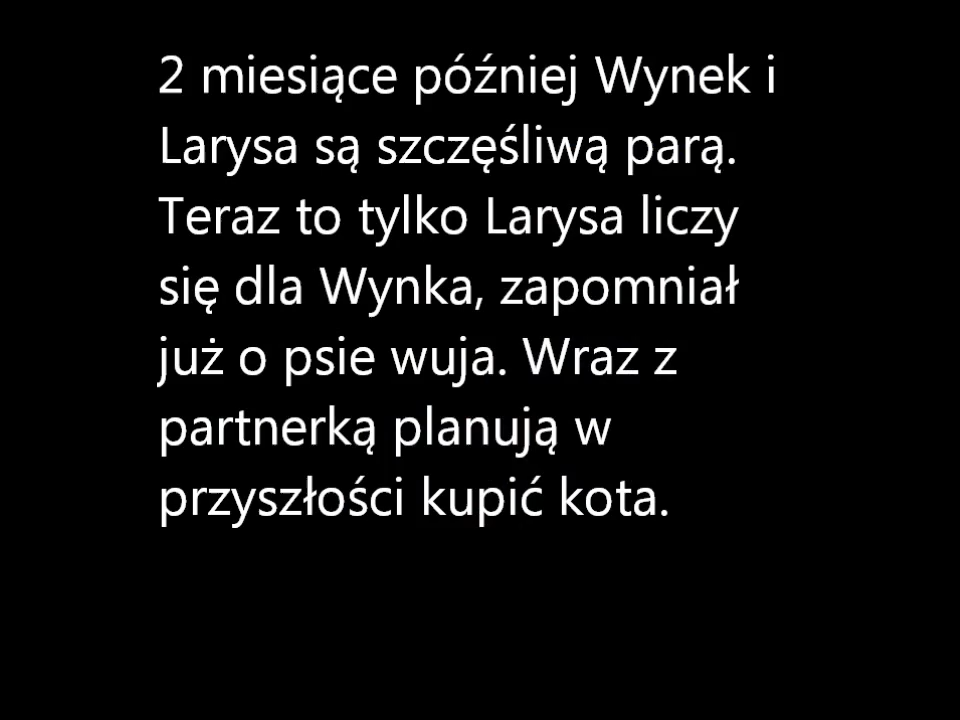 2 miesiące później Wynek i
Larysa są szczęśliwą parą.
Teraz to tylko Larysa liczy
się dla Wynka, zapomniał
już o psie wuja. Wraz z
partnerką planują w
przyszłości kupić kota.